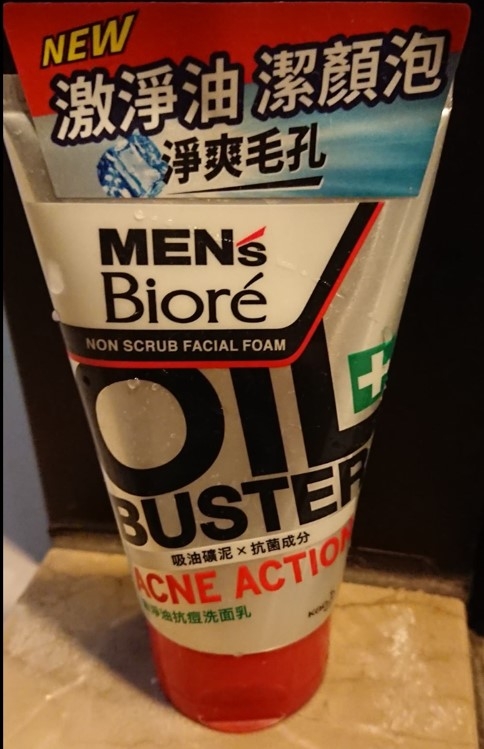 NEW
激淨油 潔顏泡
淨爽毛孔
MEN's
Bioré
NON SCRUB FACIAL FOAM
OIL
BUSTER
吸油礦泥×抗菌成分
ACNE ACTION
淨油抗痘洗面乳